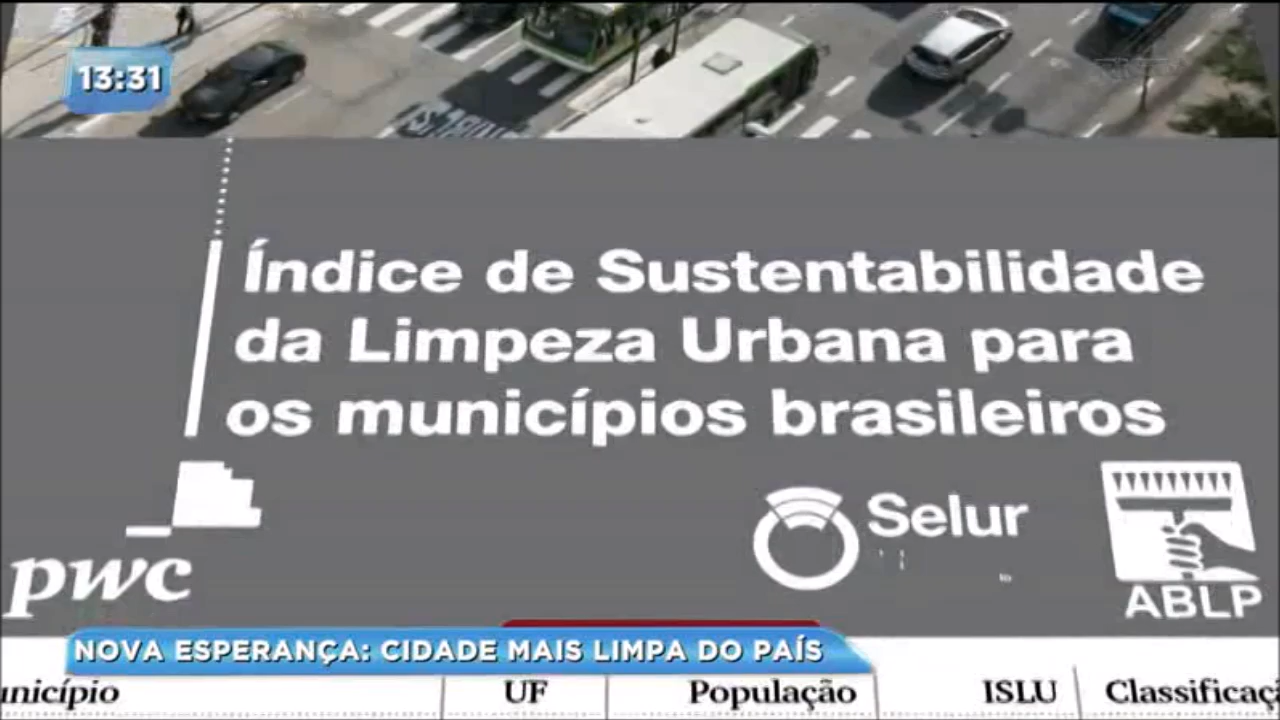 13:31
Índice de Sustentabilidade
da Limpeza Urbana para
os municípios brasileiros
pwc
Selur
ABLP
NOVA ESPERANÇA: CIDADE MAIS LIMPA DO PAÍS
unicípio UF População ISLU Classificaç